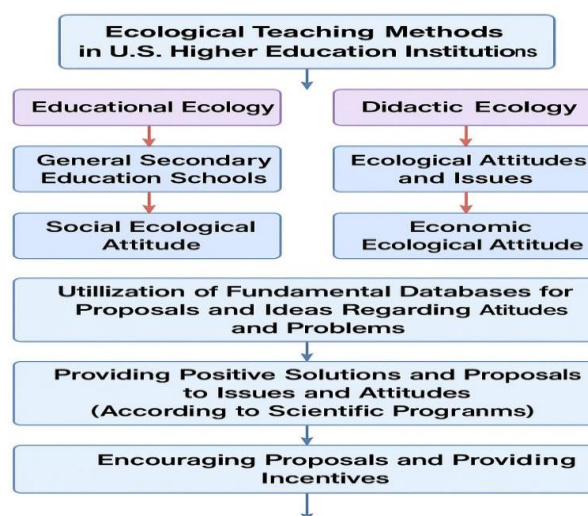 Ecological Teaching Methods
in U.S. Higher Education Institutions
Educational Ecology
Didactic Ecology
General Secondary
Education Schools
Ecological Attitudes
and Issues
Social Ecological
Attitude
Economic
Ecological Attitude
Utillization of Fundamental Databases for
Proposals and Ideas Regarding Atitudes
and Problems
Providing Positive Solutions and Proposals
to Issues and Attitudes
(According to Scientific Progranms)
Encouraging Proposals and Providing
Incentives